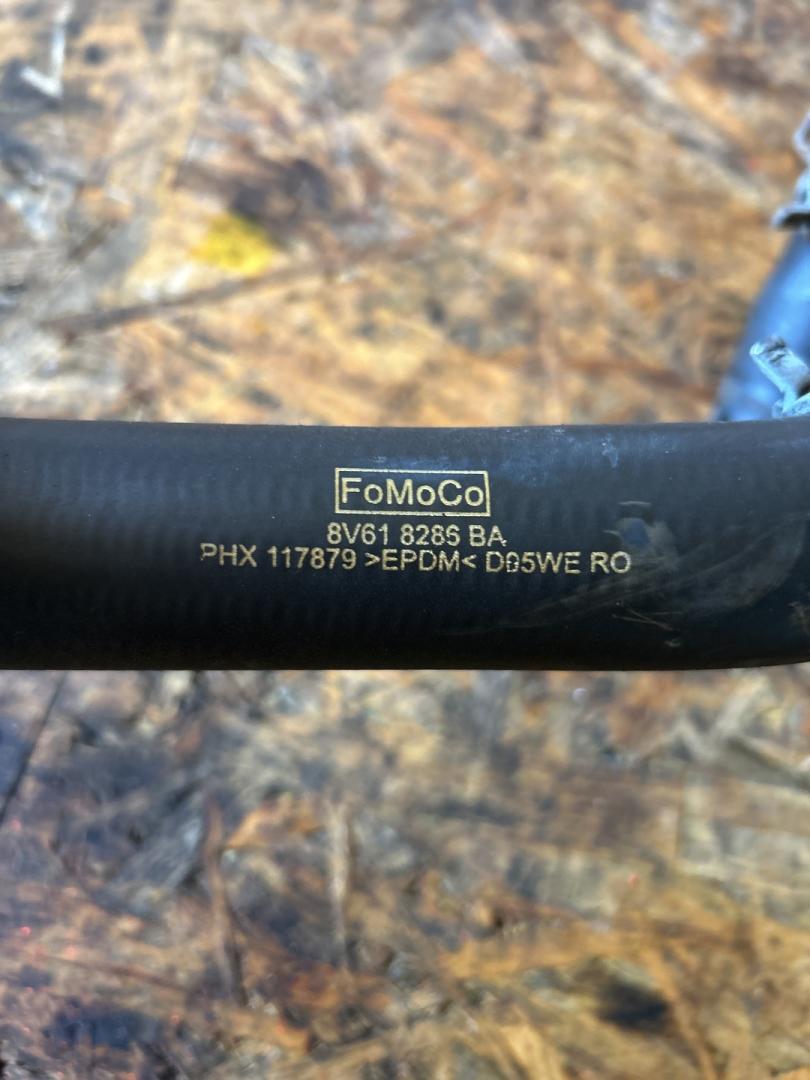 FoMoCo
8V61 8286 BA
PHX 117879 >EPDM< D05WE RO